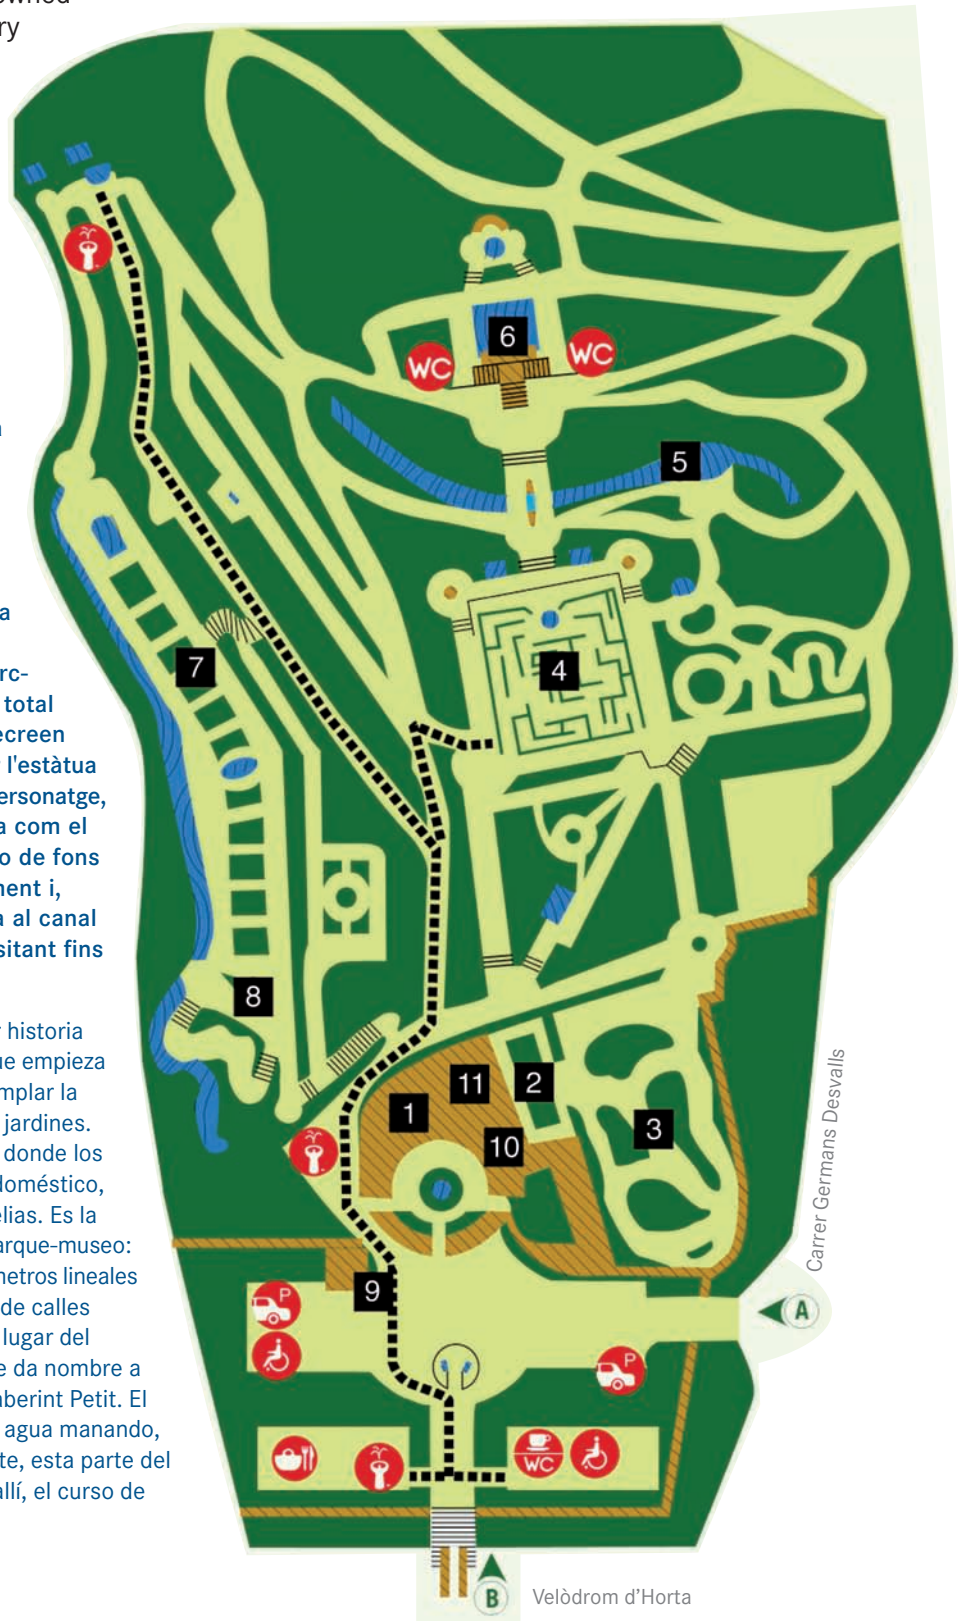 owned
ry
a
a
rc-
total
ecreen
l'estàtua
ersonatge,
a com el
o de fons
nent i,
a al canal
sitant fins
r historia
ue empieza
mplar la
jardines.
donde los
doméstico,
elias. Es la
arque-museo:
metros lineales
de calles
lugar del
e da nombre a
aberint Petit. El
agua manando,
te, esta parte del
allí, el curso de
6
WC
WC
5
4
7
8
11
2
1
10
3
9
P
P
WC
A
B
Carrer Germans Desvalls
Velòdrom d'Horta